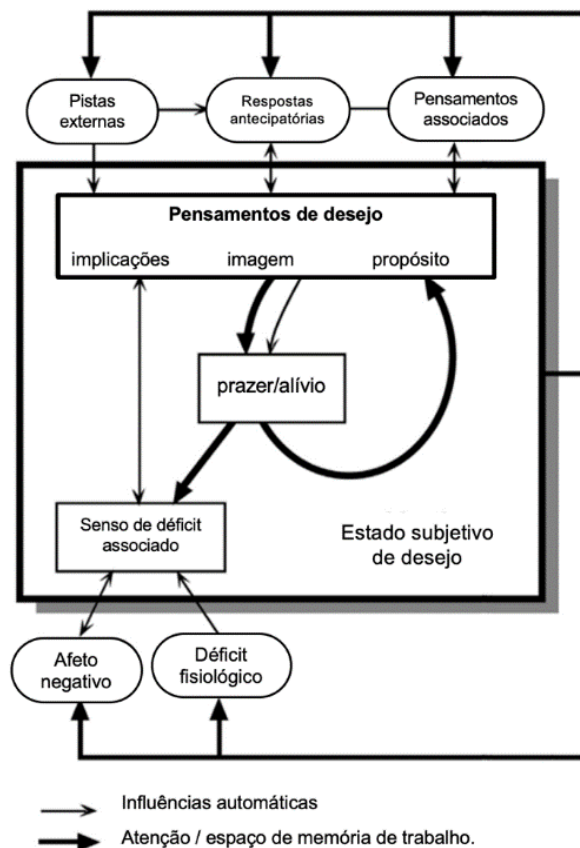 Pistas
externas
Respostas
antecipatórias
Pensamentos
associados
Pensamentos de desejo
implicações imagem propósito
prazer/alívio
Senso de déficit
associado
Estado subjetivo
de desejo
Afeto
negativo
Déficit
fisiológico
Influências automáticas
Atenção / espaço de memória de trabalho.